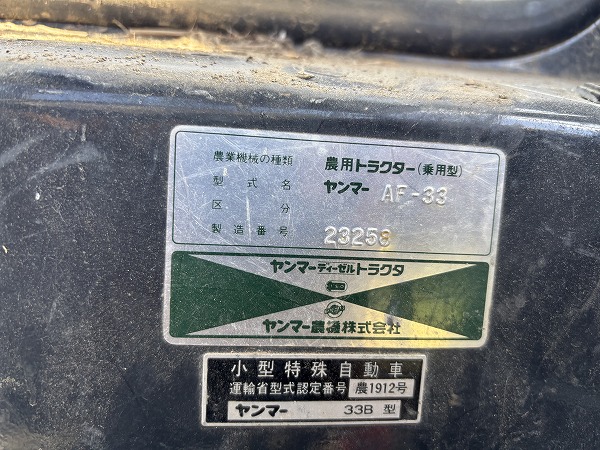 農業機械の種類 農用トラクター(乗用型)
型式名 ヤンマー AF-33
区分
製造番号 23258
ヤンマーディーゼルトラクタ
ヤンマー農機株式会社
小型特殊自動車
運輸省型式認定番号 農1912号
ヤンマー 33B 型